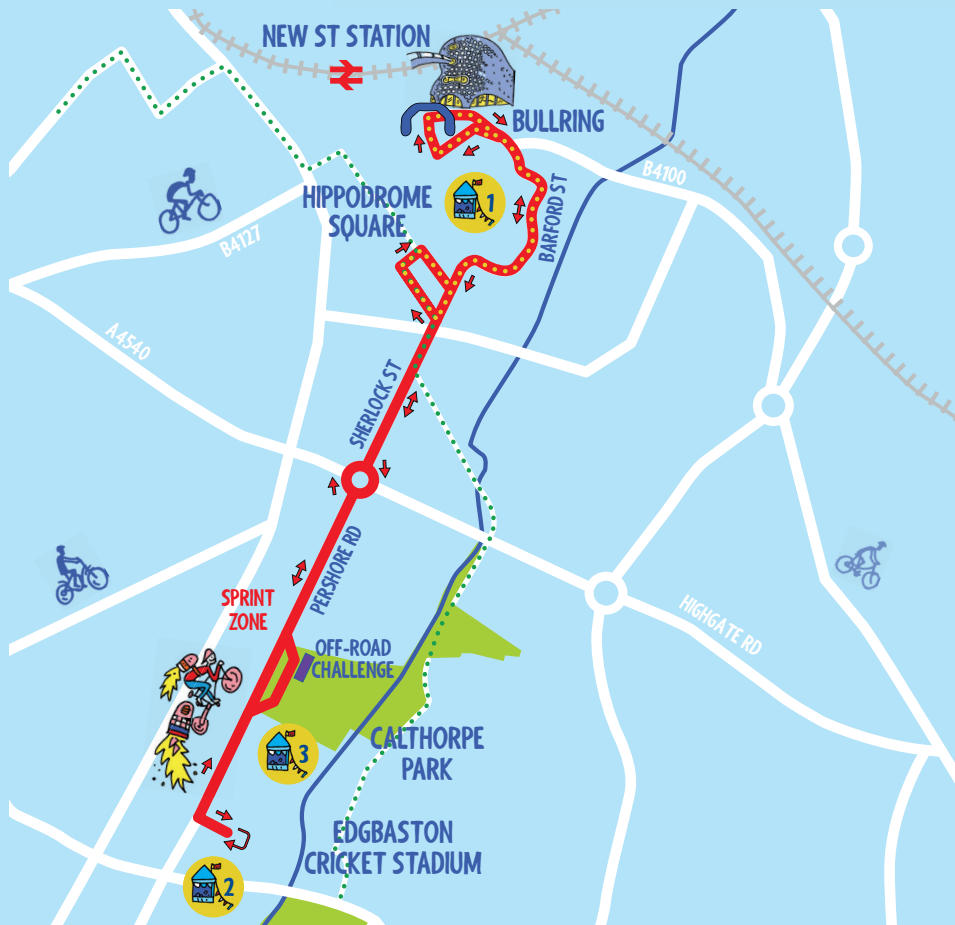 NEW ST STATION
BULLRING
B4100
HIPPODROME
SQUARE
1
BARFORD ST
B4127
A4540
SHERLOCK ST
PERSHORE RD
SPRINT
ZONE
HIGHGATE RD
OFF-ROAD
CHALLENGE
3
CALTHORPE
PARK
EDGBASTON
CRICKET STADIUM
2